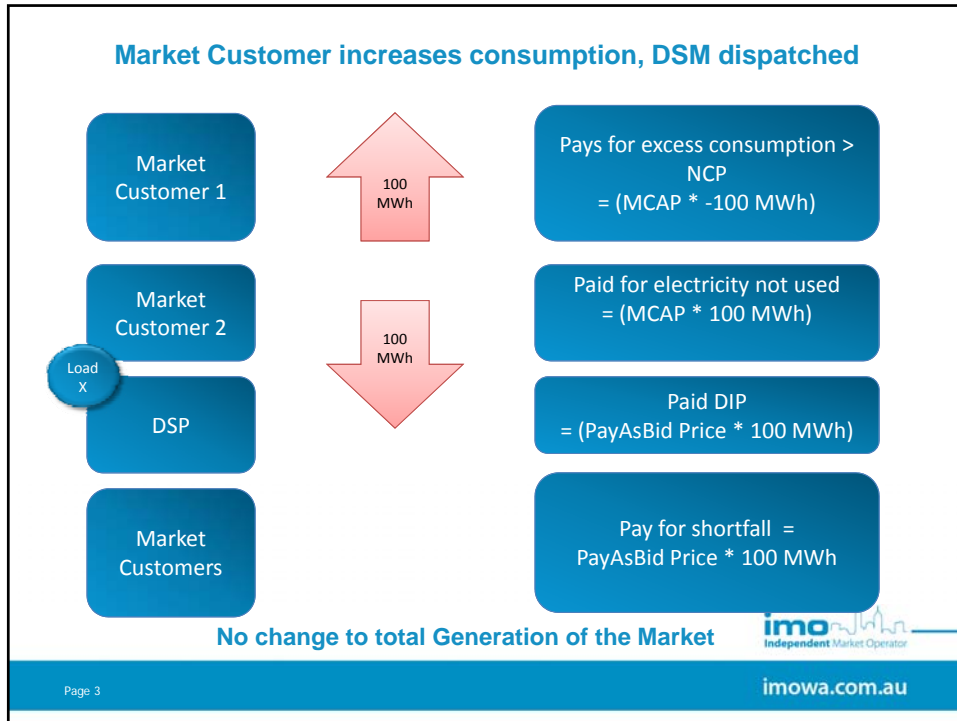 Market Customer increases consumption, DSM dispatched
Market
Customer 1
100
MWh
Pays for excess consumption >
NCP
= (MCAP * -100 MWh)
Market
Customer 2
100
MWh
Paid for electricity not used
= (MCAP * 100 MWh)
Load
X
DSP
Paid DIP
= (PayAsBid Price * 100 MWh)
Market
Customers
Pay for shortfall =
PayAsBid Price * 100 MWh
No change to total Generation of the Market
imo
Independent Market Operator
Page 3
imowa.com.au